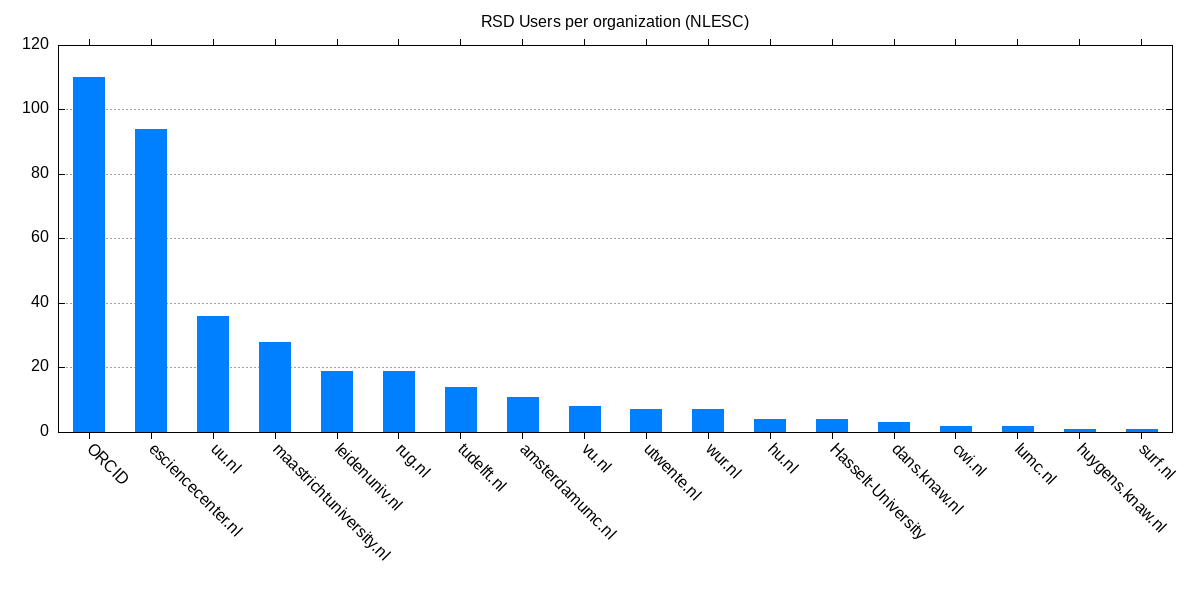 RSD Users per organization (NLESC)
120
100
80
60
40
20
0
ORCID
esciencecenter.nl
uu.nl
maastrichtuniversity.nl
leidenuniv.nl
rug.nl
tudelft.nl
amsterdamumc.nl
vu.nl
utwente.nl
wur.nl
hu.nl
Hasselt-University
dans.knaw.nl
cwi.nl
lumc.nl
huygens.knaw.nl
surf.nl